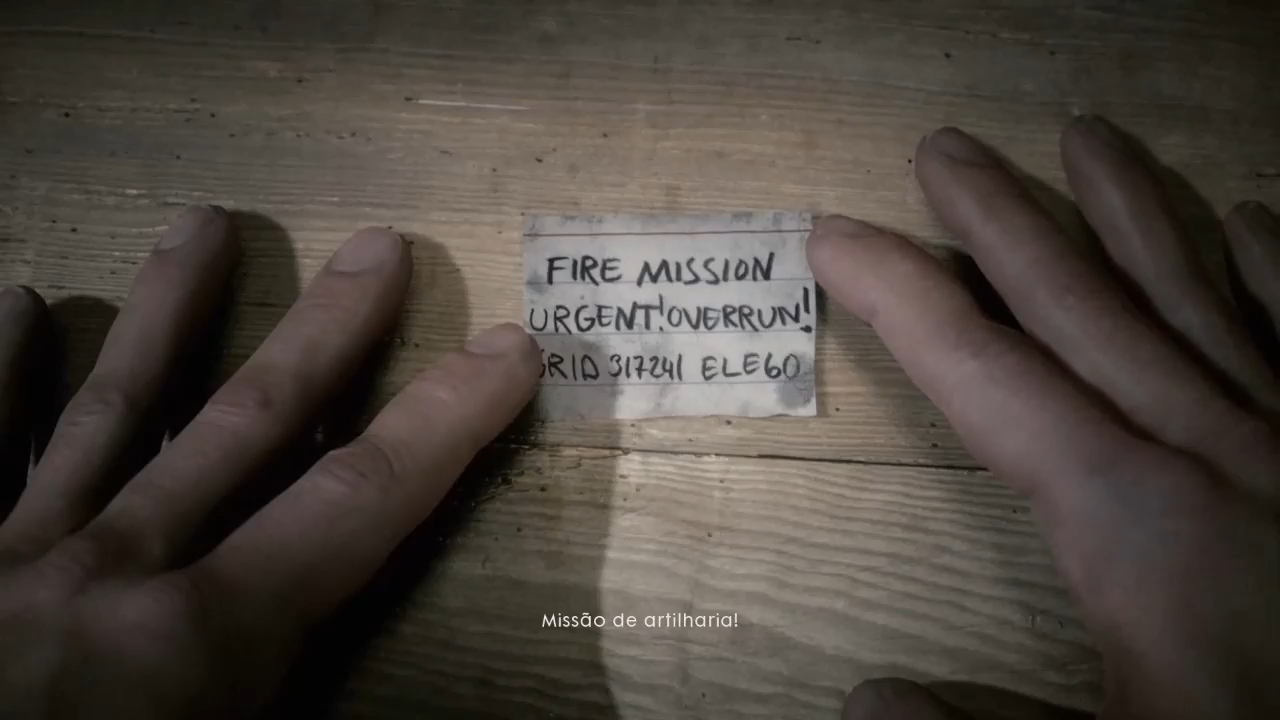 FIRE MISSION
URGENT! OVERRUN!
GRID 317241 ELE60
Missão de artilharia!